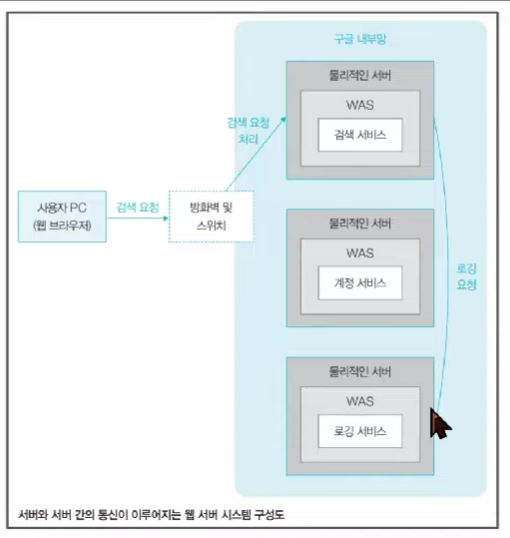 구글 내부망
물리적인 서버
WAS
검색 서비스
검색 요청
처리
사용자 PC
(웹 브라우저)
검색 요청
방화벽 및
스위치
물리적인 서버
WAS
계정 서비스
로깅
요청
물리적인 서버
WAS
로깅 서비스
서버와 서버 간의 통신이 이루어지는 웹 서버 시스템 구성도